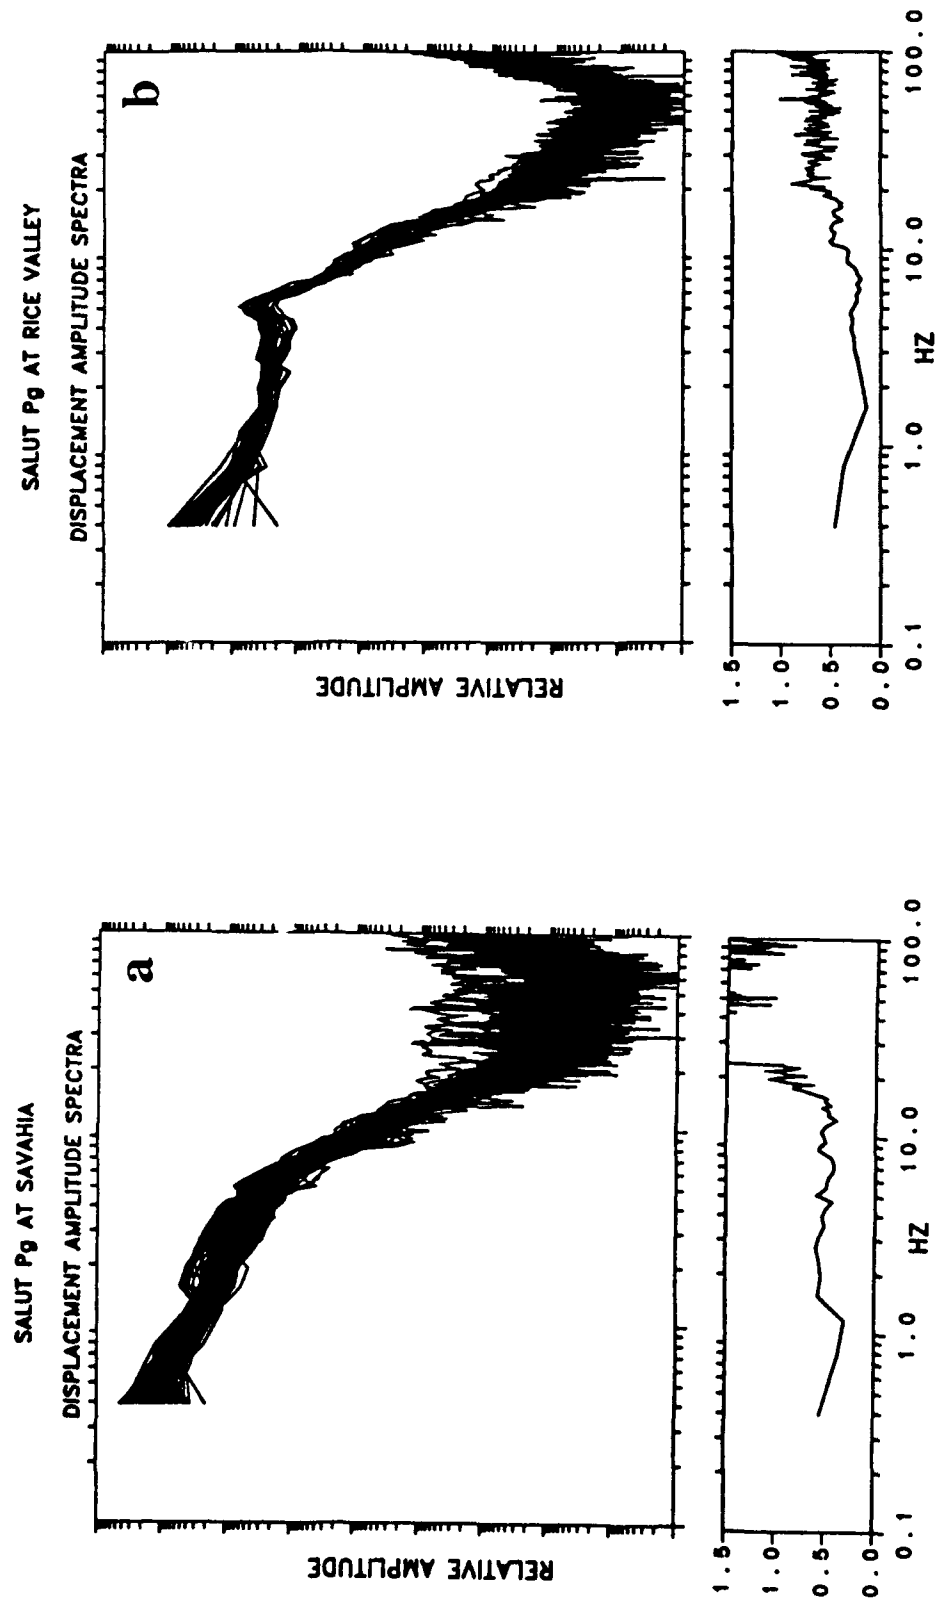 SALUT Pg AT SAVAHIA
DISPLACEMENT AMPLITUDE SPECTRA
a
RELATIVE AMPLITUDE
1.5
1.0
0.5
0.0
0.1
1.0
10.0
100.0
HZ
SALUT Pg AT RICE VALLEY
DISPLACEMENT AMPLITUDE SPECTRA
b
RELATIVE AMPLITUDE
1.5
1.0
0.5
0.0
0.1
1.0
10.0
100.0
HZ